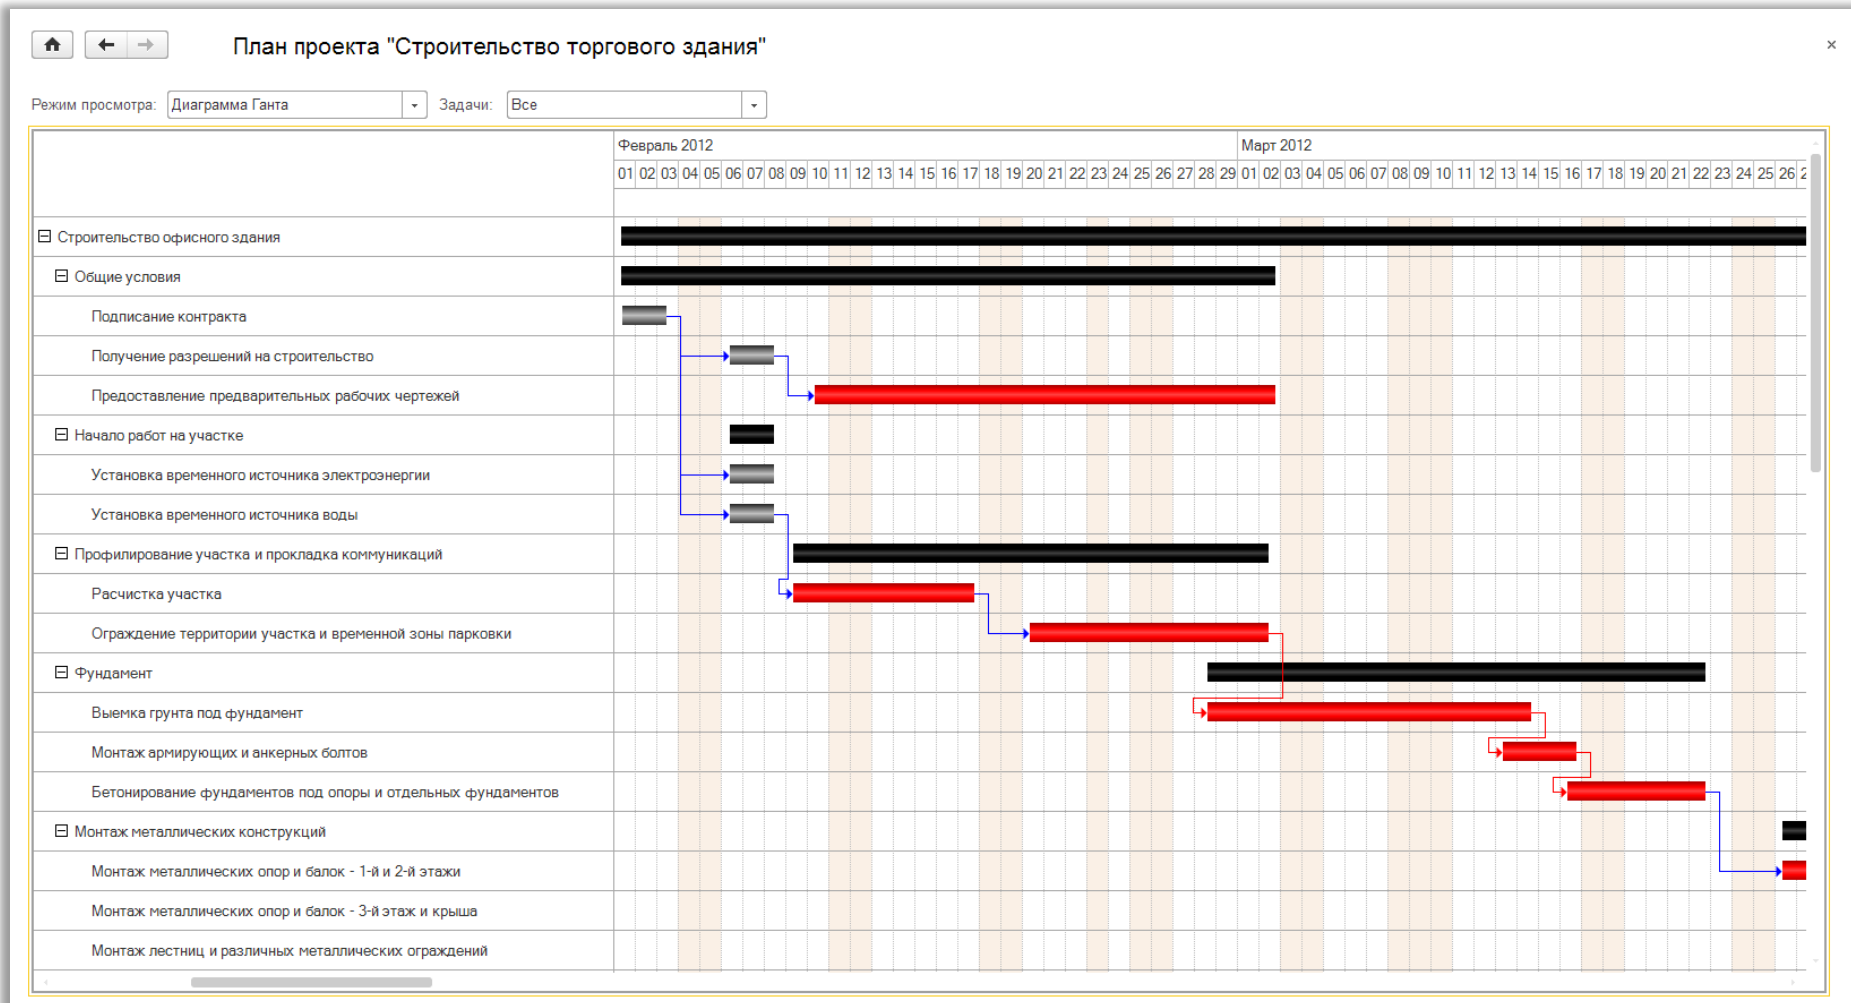 План проекта "Строительство торгового здания"
×
Режим просмотра: Диаграмма Ганта Задачи: Все
Февраль 2012 Март 2012
01 02 03 04 05 06 07 08 09 10 11 12 13 14 15 16 17 18 19 20 21 22 23 24 25 26 27 28 29 01 02 03 04 05 06 07 08 09 10 11 12 13 14 15 16 17 18 19 20 21 22 23 24 25 26
Строительство офисного здания
Общие условия
Подписание контракта
Получение разрешений на строительство
Предоставление предварительных рабочих чертежей
Начало работ на участке
Установка временного источника электроэнергии
Установка временного источника воды
Профилирование участка и прокладка коммуникаций
Расчистка участка
Ограждение территории участка и временной зоны парковки
Фундамент
Выемка грунта под фундамент
Монтаж армирующих и анкерных болтов
Бетонирование фундаментов под опоры и отдельных фундаментов
Монтаж металлических конструкций
Монтаж металлических опор и балок - 1-й и 2-й этажи
Монтаж металлических опор и балок - 3-й этаж и крыша
Монтаж лестниц и различных металлических ограждений